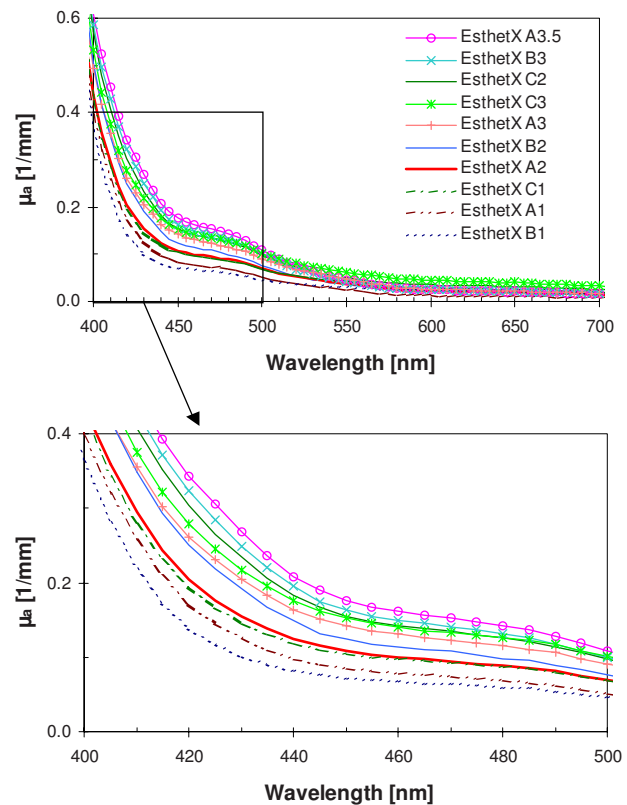 0.6
0.4
0.2
0.0
μa [1/mm]
EsthetX A3.5
EsthetX B3
EsthetX C2
EsthetX C3
EsthetX A3
EsthetX B2
EsthetX A2
EsthetX C1
EsthetX A1
EsthetX B1
400 450 500 550 600 650 700
Wavelength [nm]
0.4
0.2
0.0
μa [1/mm]
400 420 440 460 480 500
Wavelength [nm]